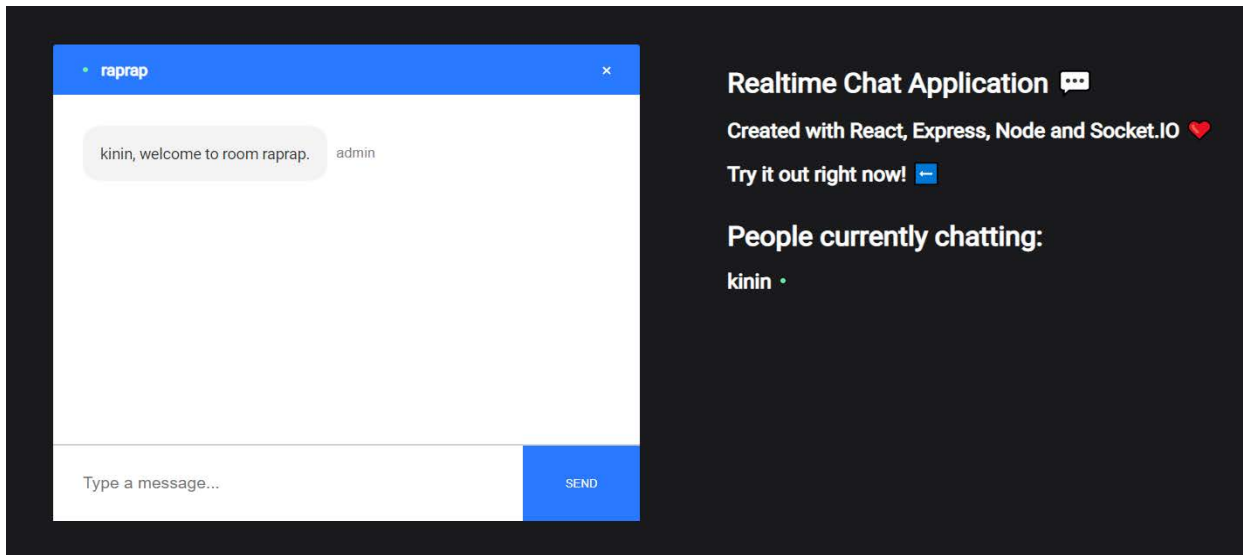 raprap ×
kinin, welcome to room raprap. admin
Type a message... SEND
Realtime Chat Application 💬
Created with React, Express, Node and Socket.IO ❤️
Try it out right now! ⬅️
People currently chatting:
kinin